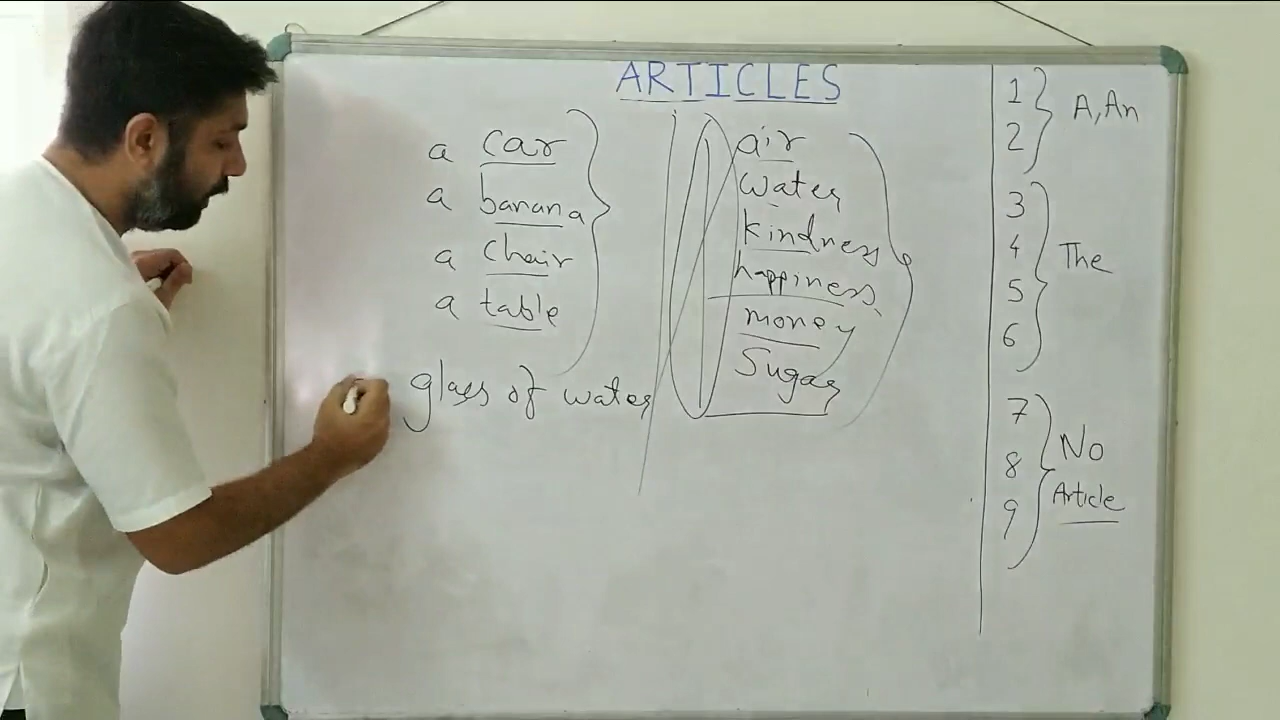 ARTICLES
a car
a banana
a chair
a table
glass of water
air
water
kindness
happiness
money
Sugar
1
2
A, An
3
4
5
6
The
7
8
9
No
Article